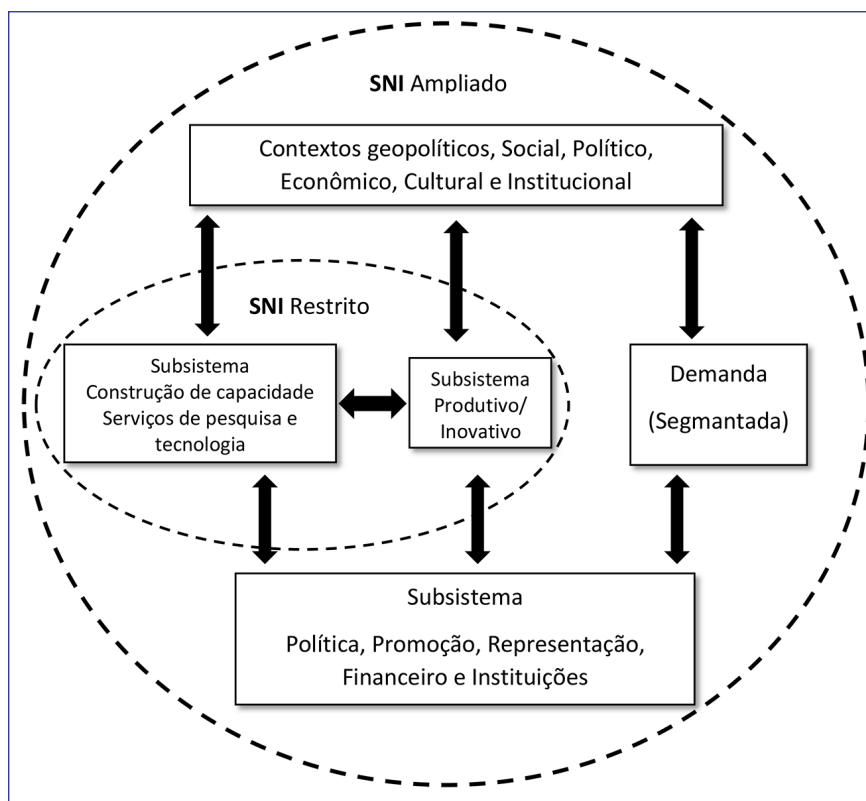 SNI Ampliado
Contextos geopolíticos, Social, Político,
Econômico, Cultural e Institucional
SNI Restrito
Subsistema
Construção de capacidade
Serviços de pesquisa e
tecnologia
Subsistema
Produtivo/
Inovativo
Demanda
(Segmantada)
Subsistema
Política, Promoção, Representação,
Financeiro e Instituições